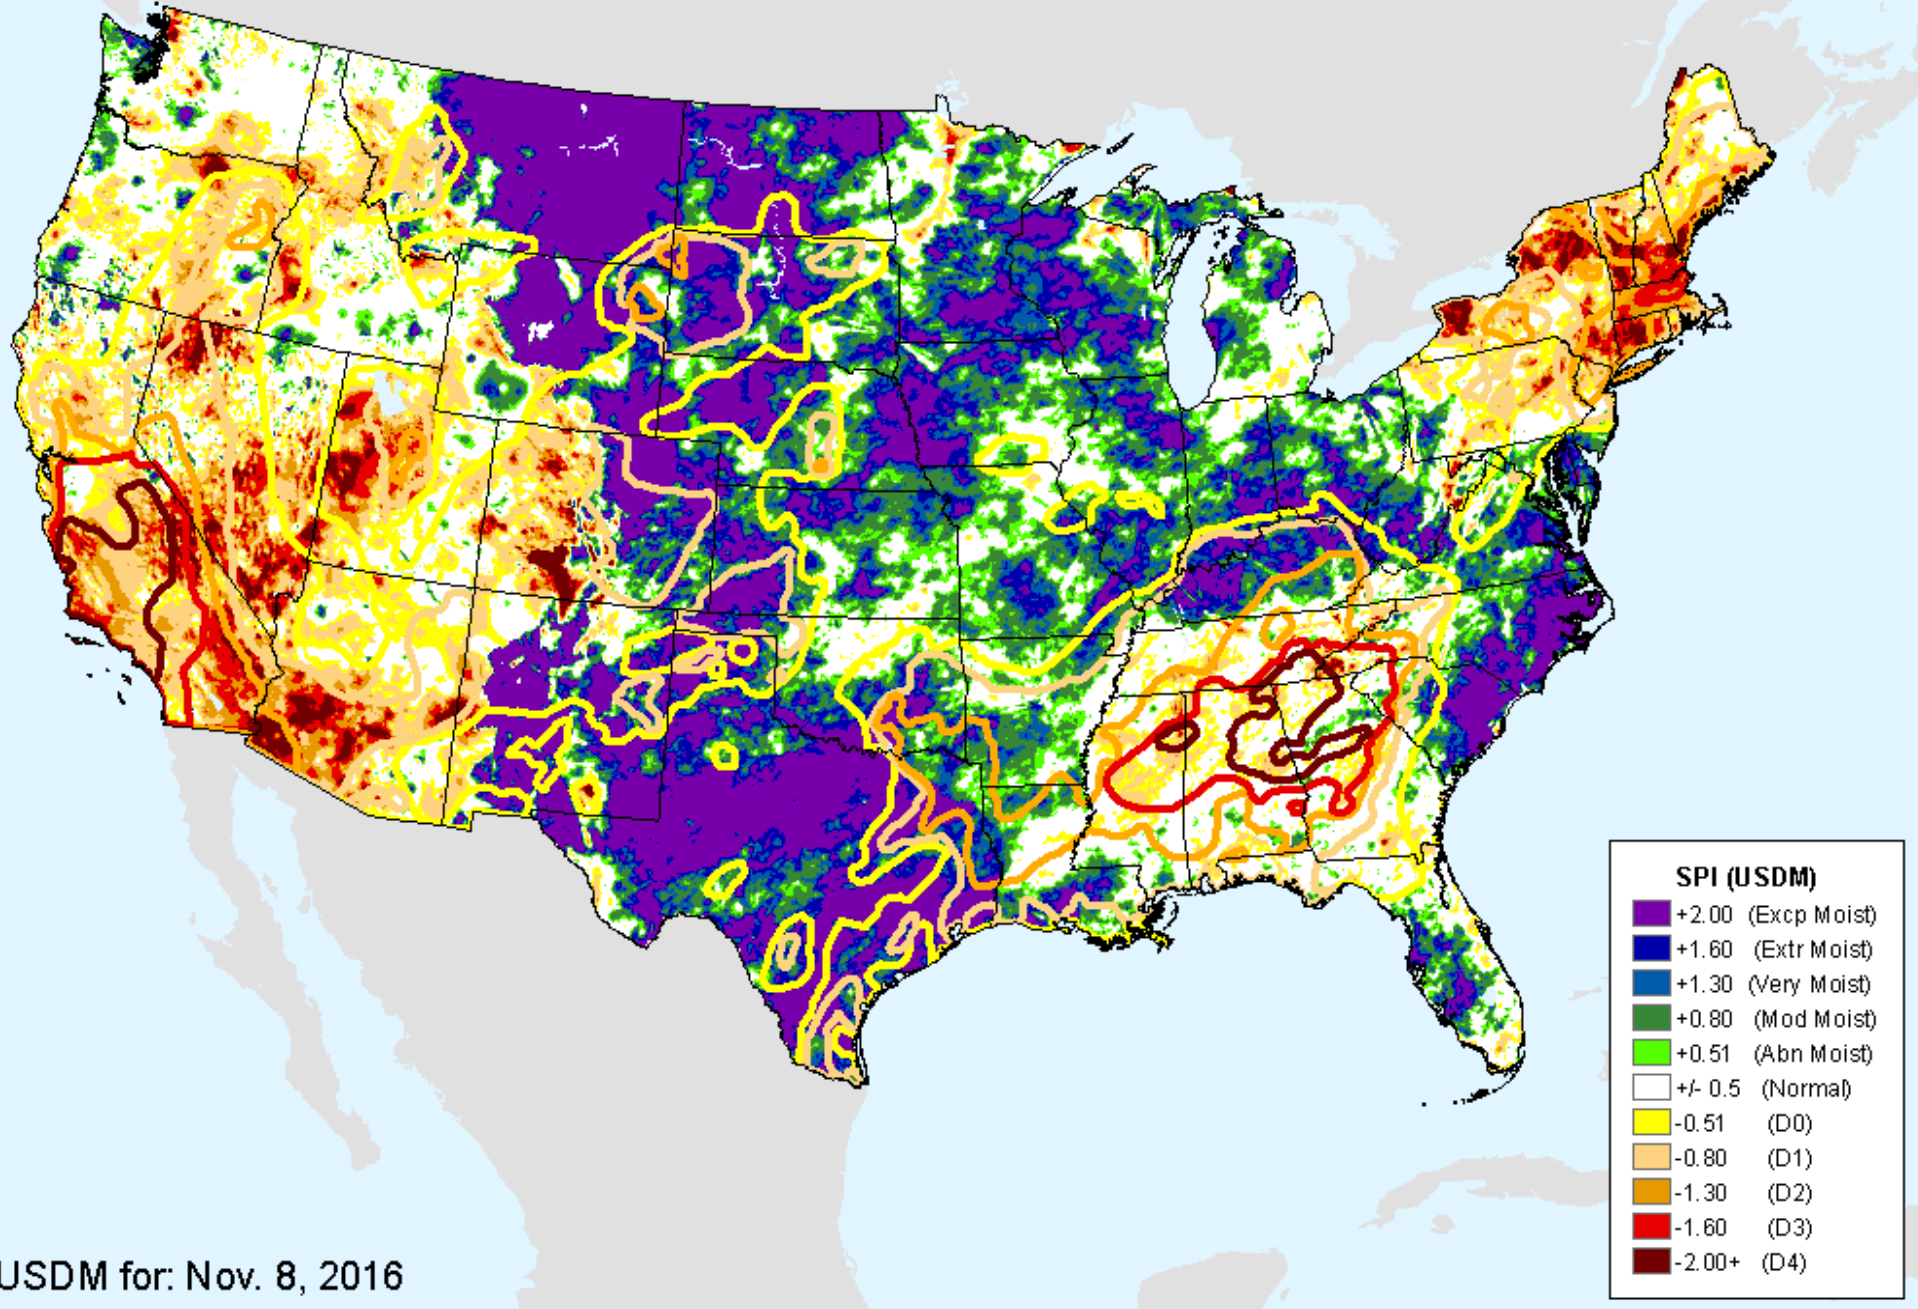 SPI (USDM)
+2.00 (Excp Moist)
+1.60 (Extr Moist)
+1.30 (Very Moist)
+0.80 (Mod Moist)
+0.51 (Abn Moist)
+/- 0.5 (Normal)
-0.51 (D0)
-0.80 (D1)
-1.30 (D2)
-1.60 (D3)
-2.00+ (D4)
USDM for: Nov. 8, 2016